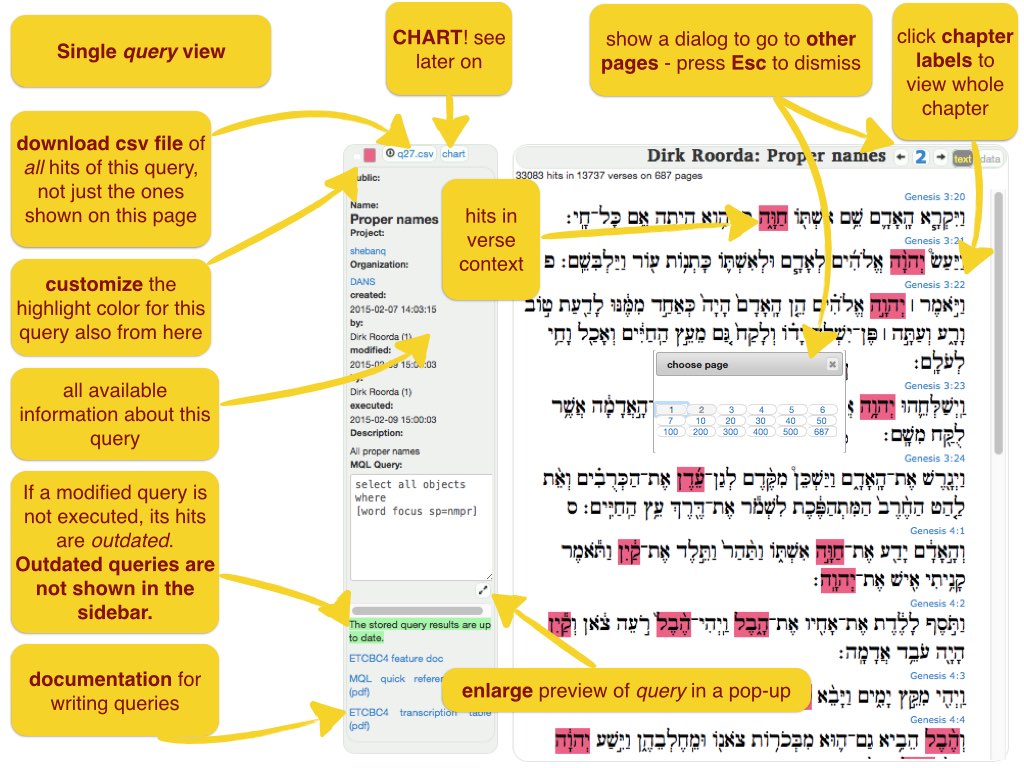 Single query view
CHART! see
later on
show a dialog to go to other
pages - press Esc to dismiss
click chapter
labels to
view whole
chapter
download csv file of
all hits of this query,
not just the ones
shown on this page
customize the
highlight color for this
query also from here
all available
information about this
query
If a modified query is
not executed, its hits
are outdated.
Outdated queries are
not shown in the
sidebar.
documentation for
writing queries
q27.csv chart
Public:
Name:
Proper names
Project:
shebanq
Organization:
DANS
created:
2015-02-07 14:03:15
by:
Dirk Roorda (1)
modified:
2015-02-09 15:00:03
by:
Dirk Roorda (1)
executed:
2015-02-09 15:00:03
Description:
All proper names
MQL Query:
select all objects
where
[word focus sp=nmpr]
The stored query results are up
to date.
ETCBC4 feature doc
MQL quick
(pdf)
ETCBC4 transcription table
(pdf)
hits in
verse
context
enlarge preview of query in a pop-up
Dirk Roorda: Proper names 2 text data
33083 hits in 13737 verses on 687 pages
Genesis 3:20
וַיִּקְרָ֧א הָֽאָדָ֛ם שֵׁ֥ם אִשְׁתּ֖וֹ חַוָּ֑ה הִ֥וא הָֽיְתָ֖ה אֵ֥ם כָּל־חָֽי׃
Genesis 3:21
וַיַּעַשׂ֩ יְהוָ֨ה אֱלֹהִ֜ים לְאָדָ֧ם וּלְאִשְׁתּ֛וֹ כָּתְנ֥וֹת ע֖וֹר וַיַּלְבִּשֵֽׁם׃ פ
Genesis 3:22
וַיֹּ֣אמֶר ׀ יְהוָ֣ה אֱלֹהִ֗ים הֵ֤ן הָֽאָדָם֙ הָיָה֙ כְּאַחַ֣ד מִמֶּ֔נּוּ לָדַ֖עַת ט֣וֹב
וָרָ֑ע וְעַתָּ֣ה ׀ פֶּן־יִשְׁלַ֣ח יָד֗וֹ וְלָקַח֙ גַּ֚ם מֵעֵ֣ץ הַֽחַיִּ֔ים וְאָכַ֖ל וָחַ֥י
לְעֹלָֽם׃
choose page
1 2 3 4 5 6
7 10 20 30 40 50
100 200 300 400 500 687
Genesis 3:23
וַֽיְשַׁלְּחֵ֛הוּ יְהוָ֥ה הָֽאֲדָמָ֔ה אֲשֶׁ֥ר
לֻקַּ֖ח מִשָּֽׁם׃
Genesis 3:24
וַיְגָ֖רֶשׁ אֶת־הָֽאָדָ֑ם וַיַּשְׁכֵּן֩ מִקֶּ֨דֶם לְגַן־עֵ֜דֶן אֶת־הַכְּרֻבִ֗ים וְאֵ֨ת
לַ֤הַט הַחֶ֙רֶב֙ הַמִּתְהַפֶּ֔כֶת לִשְׁמֹ֕ר אֶת־דֶּ֖רֶךְ עֵ֥ץ הַֽחַיִּֽים׃ ס
Genesis 4:1
וְהָ֣אָדָ֔ם יָדַ֖ע אֶת־חַוָּ֣ה אִשְׁתּ֑וֹ וַתַּ֙הַר֙ וַתֵּ֣לֶד אֶת־קַ֔יִן וַתֹּ֕אמֶר
קָנִ֥יתִי אִ֖ישׁ אֶת־יְהוָֽה׃
Genesis 4:2
וַתֹּ֣סֶף לָלֶ֔דֶת אֶת־אָחִ֖יו אֶת־הָ֑בֶל וַֽיְהִי־הֶ֙בֶל֙ רֹ֣עֵה צֹ֔אן וְקַ֕יִן
הָיָ֖ה עֹבֵ֥ד אֲדָמָֽה׃
Genesis 4:3
וַֽיְהִ֖י מִקֵּ֣ץ יָמִ֑ים וַיָּבֵ֨א
Genesis 4:4
וְהֶ֨בֶל הֵבִ֥יא גַם־ה֛וּא מִבְּכֹר֥וֹת צֹאנ֖וֹ וּמֵֽחֶלְבֵהֶ֑ן וַיִּ֣שַׁע יְהוָ֔ה